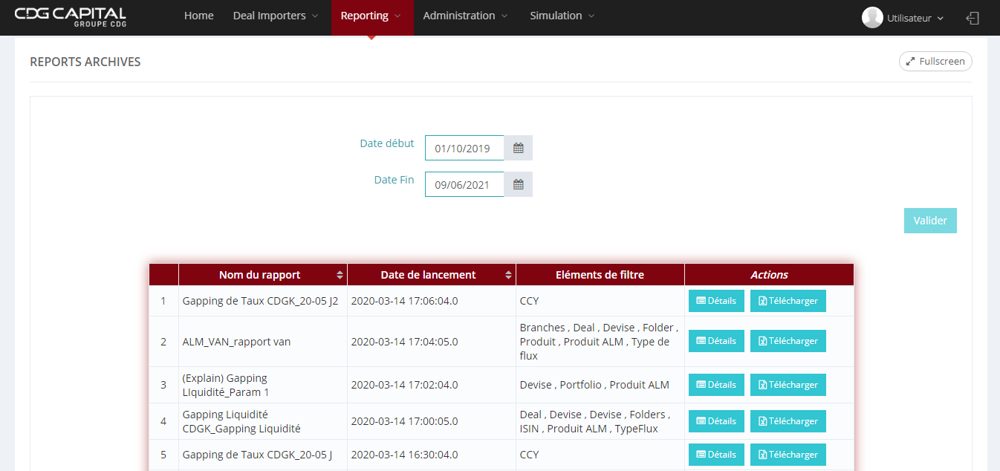 CDG CAPITAL
GROUPE CDG
Home Deal Importers Reporting Administration Simulation Utilisateur
REPORTS ARCHIVES
Fullscreen
Date début 01/10/2019
Date Fin 09/06/2021
Valider
Nom du rapport Date de lancement Eléments de filtre Actions
1 Gapping de Taux CDGK_20-05 J2 2020-03-14 17:06:04.0 CCY Détails Télécharger
Branches , Deal , Devise , Folder ,
2 ALM_VAN_rapport van 2020-03-14 17:04:05.0 Produit , Produit ALM , Type de Détails Télécharger
flux
(Explain) Gapping
3 LIquidité_Param 1 2020-03-14 17:02:04.0 Devise , Portfolio , Produit ALM Détails Télécharger
Gapping Liquidité Deal , Devise , Devise , Folders ,
4 CDGK_Gapping Liquidité 2020-03-14 17:00:05.0 ISIN , Produit ALM , TypeFlux Détails Télécharger
5 Gapping de Taux CDGK_20-05 J 2020-03-14 16:30:04.0 CCY Détails Télécharger